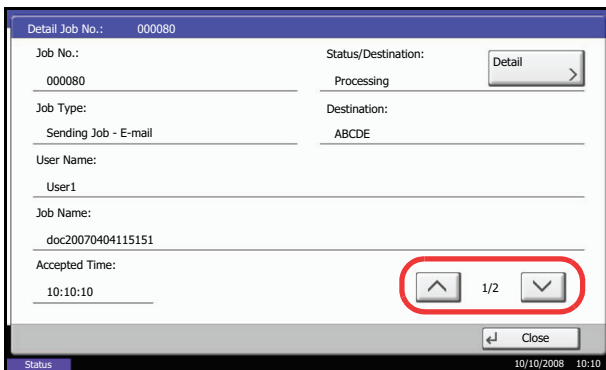 Detail Job No.: 000080
Job No.:
000080
Status/Destination:
Processing
Detail
Job Type:
Sending Job - E-mail
Destination:
ABCDE
User Name:
User1
Job Name:
doc20070404115151
Accepted Time:
10:10:10
1/2
Close
Status
10/10/2008 10:10